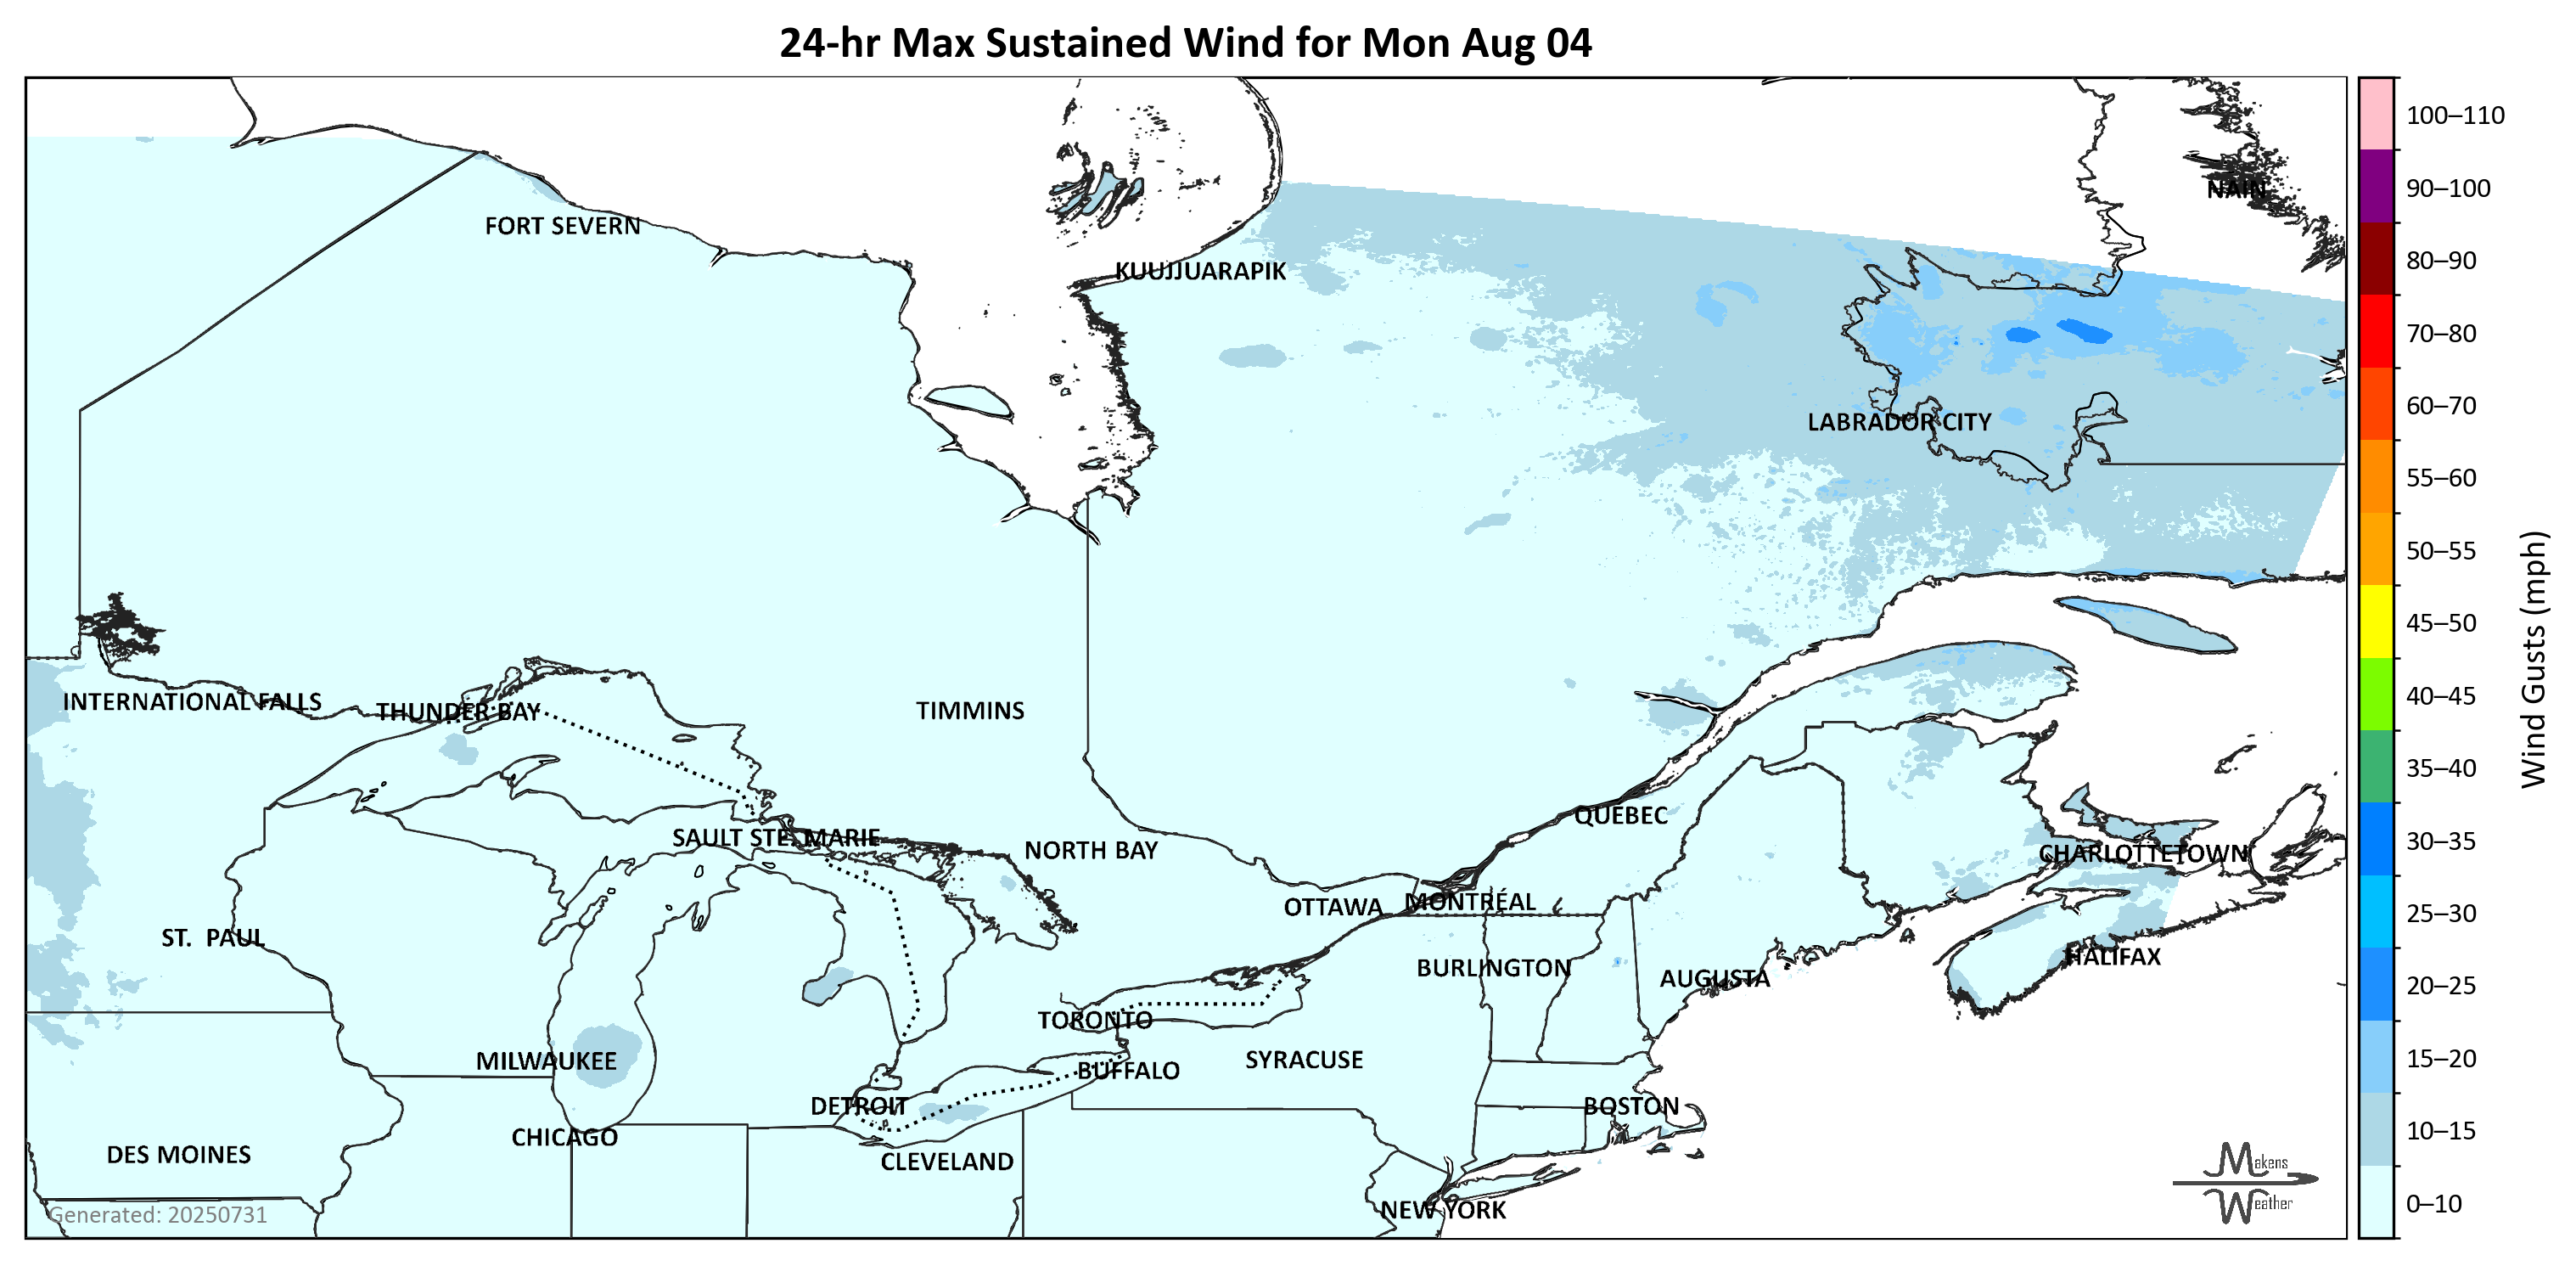 24-hr Max Sustained Wind for Mon Aug 04
100–110
90–100
NAIN
FORT SEVERN
80–90
KUUJJUARAPIK
70–80
60–70
LABRADOR CITY
55–60
50–55
45–50
Wind Gusts (mph)
INTERNATIONAL FALLS
THUNDER BAY
TIMMINS
40–45
35–40
QUEBEC
SAULT STE. MARIE
NORTH BAY
CHARLOTTETOWN
30–35
OTTAWA
MONTRÉAL
25–30
ST. PAUL
HALIFAX
BURLINGTON
AUGUSTA
20–25
TORONTO
MILWAUKEE
SYRACUSE
BUFFALO
15–20
DETROIT
BOSTON
CHICAGO
10–15
DES MOINES
CLEVELAND
Makens
Weather
NEW YORK
0–10
Generated: 20250731